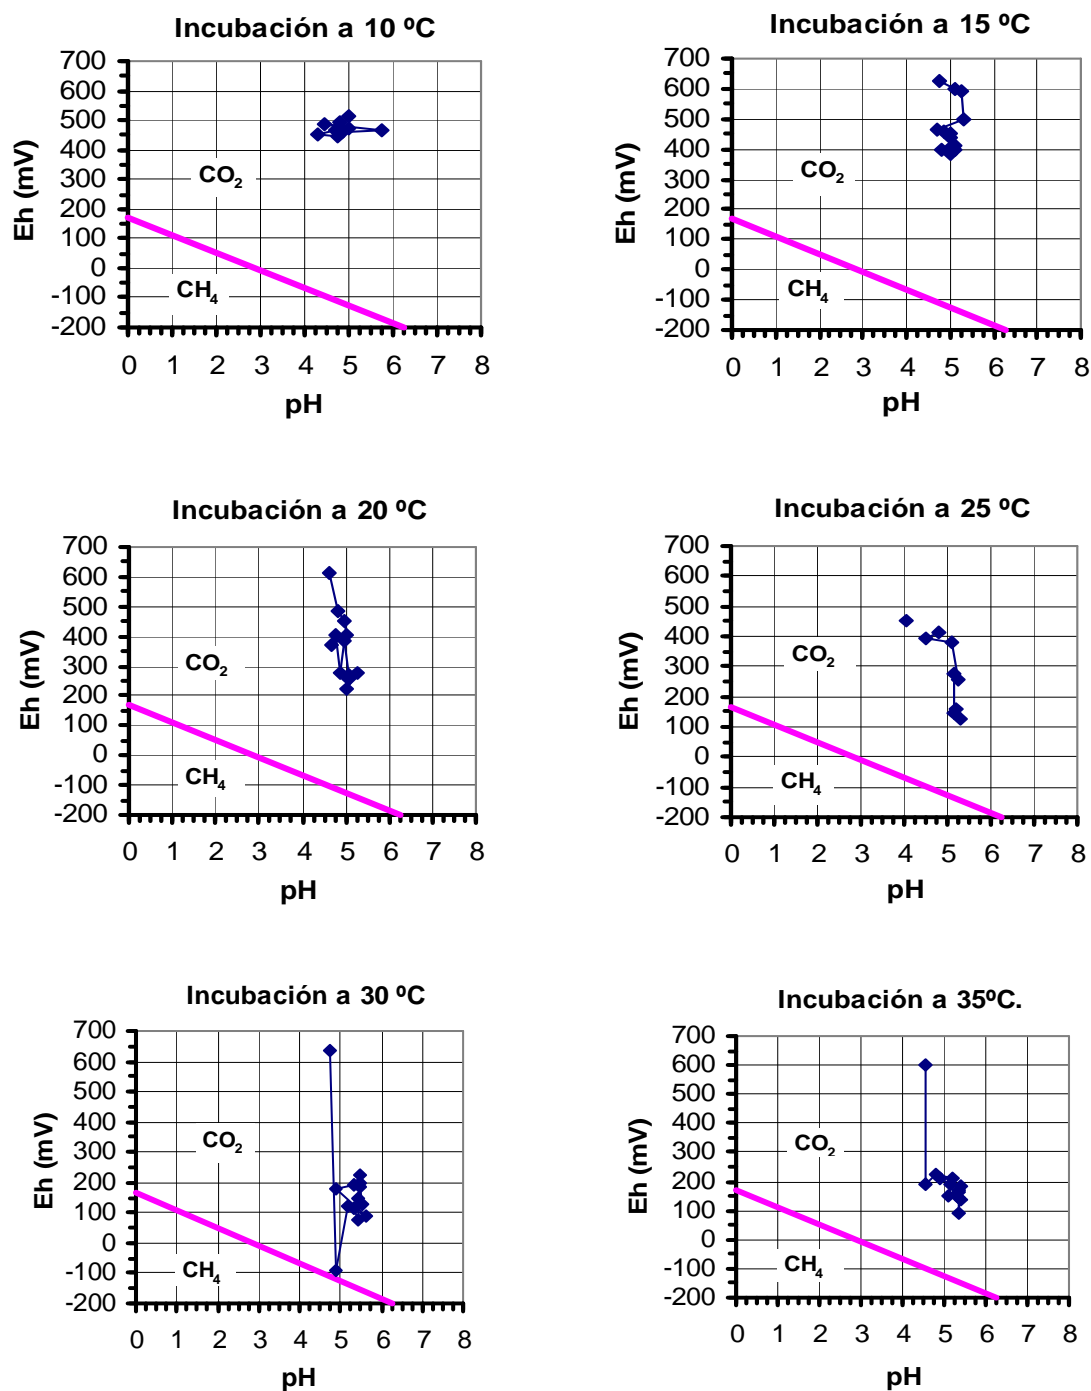 Incubación a 10 ºC
700
600
500
400
300
200
100
0
-100
-200
Eh (mV)
CO2
CH4
0 1 2 3 4 5 6 7 8
pH
Incubación a 15 ºC
700
600
500
400
300
200
100
0
-100
-200
Eh (mV)
CO2
CH4
0 1 2 3 4 5 6 7 8
pH
Incubación a 20 ºC
700
600
500
400
300
200
100
0
-100
-200
Eh (mV)
CO2
CH4
0 1 2 3 4 5 6 7 8
pH
Incubación a 25 ºC
700
600
500
400
300
200
100
0
-100
-200
Eh (mV)
CO2
CH4
0 1 2 3 4 5 6 7 8
pH
Incubación a 30 ºC
700
600
500
400
300
200
100
0
-100
-200
Eh (mV)
CO2
CH4
0 1 2 3 4 5 6 7 8
pH
Incubación a 35ºC.
700
600
500
400
300
200
100
0
-100
-200
Eh (mV)
CO2
CH4
0 1 2 3 4 5 6 7 8
pH